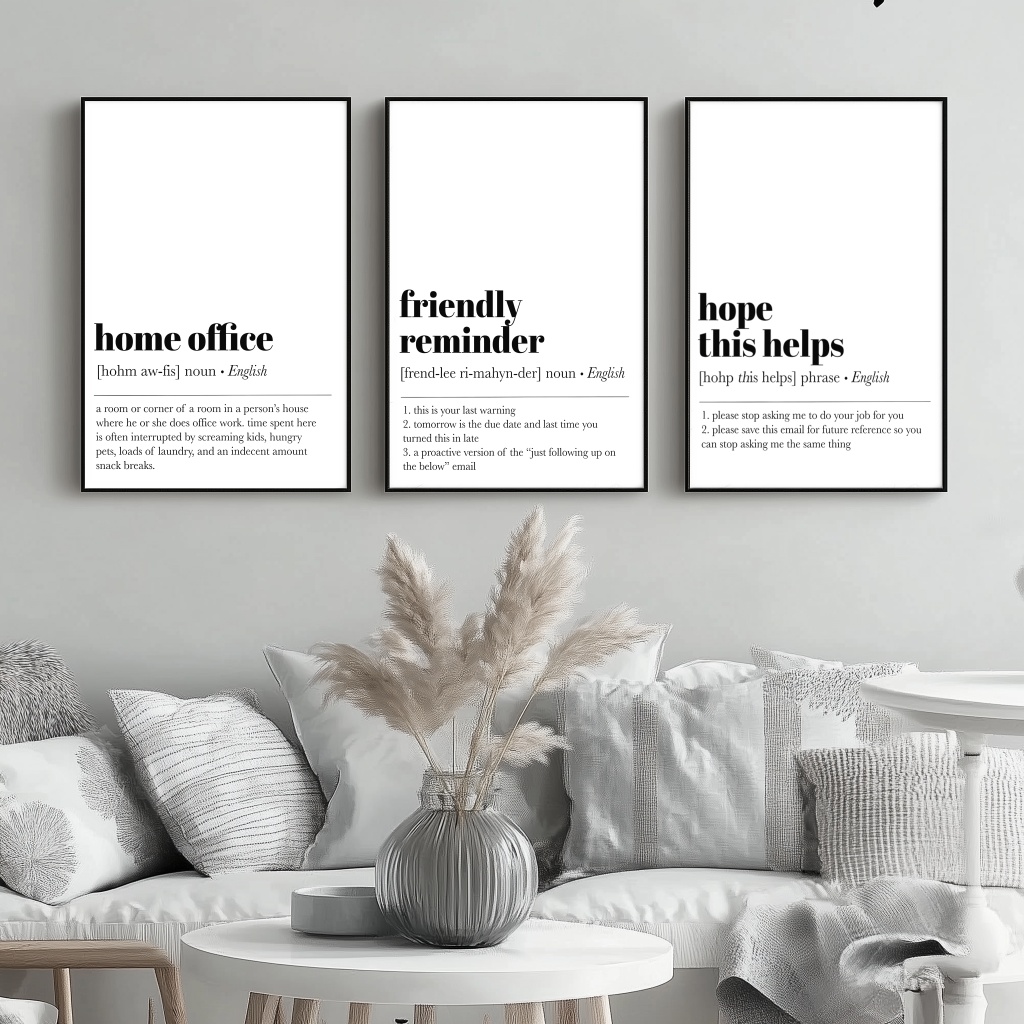 home office
[hohm aw-fis] noun • English
a room or corner of a room in a person's house
where he or she does office work. time spent here
is often interrupted by screaming kids, hungry
pets, loads of laundry, and an indecent amount
snack breaks.
friendly
reminder
[frend-lee ri-mahyn-der] noun • English
1. this is your last warning
2. tomorrow is the due date and last time you
turned this in late
3. a proactive version of the “just following up on
the below” email
hope
this helps
[hohp this helps] phrase • English
1. please stop asking me to do your job for you
2. please save this email for future reference so you
can stop asking me the same thing